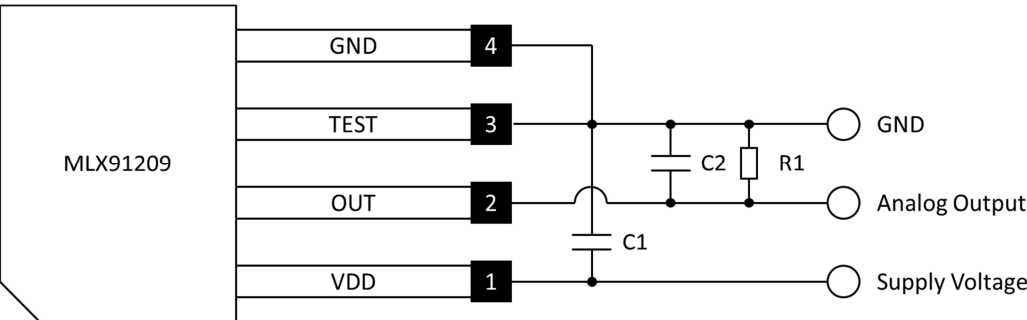 GND 4
TEST 3 GND
MLX91209 C2 R1
OUT 2 Analog Output
C1
VDD 1 Supply Voltage